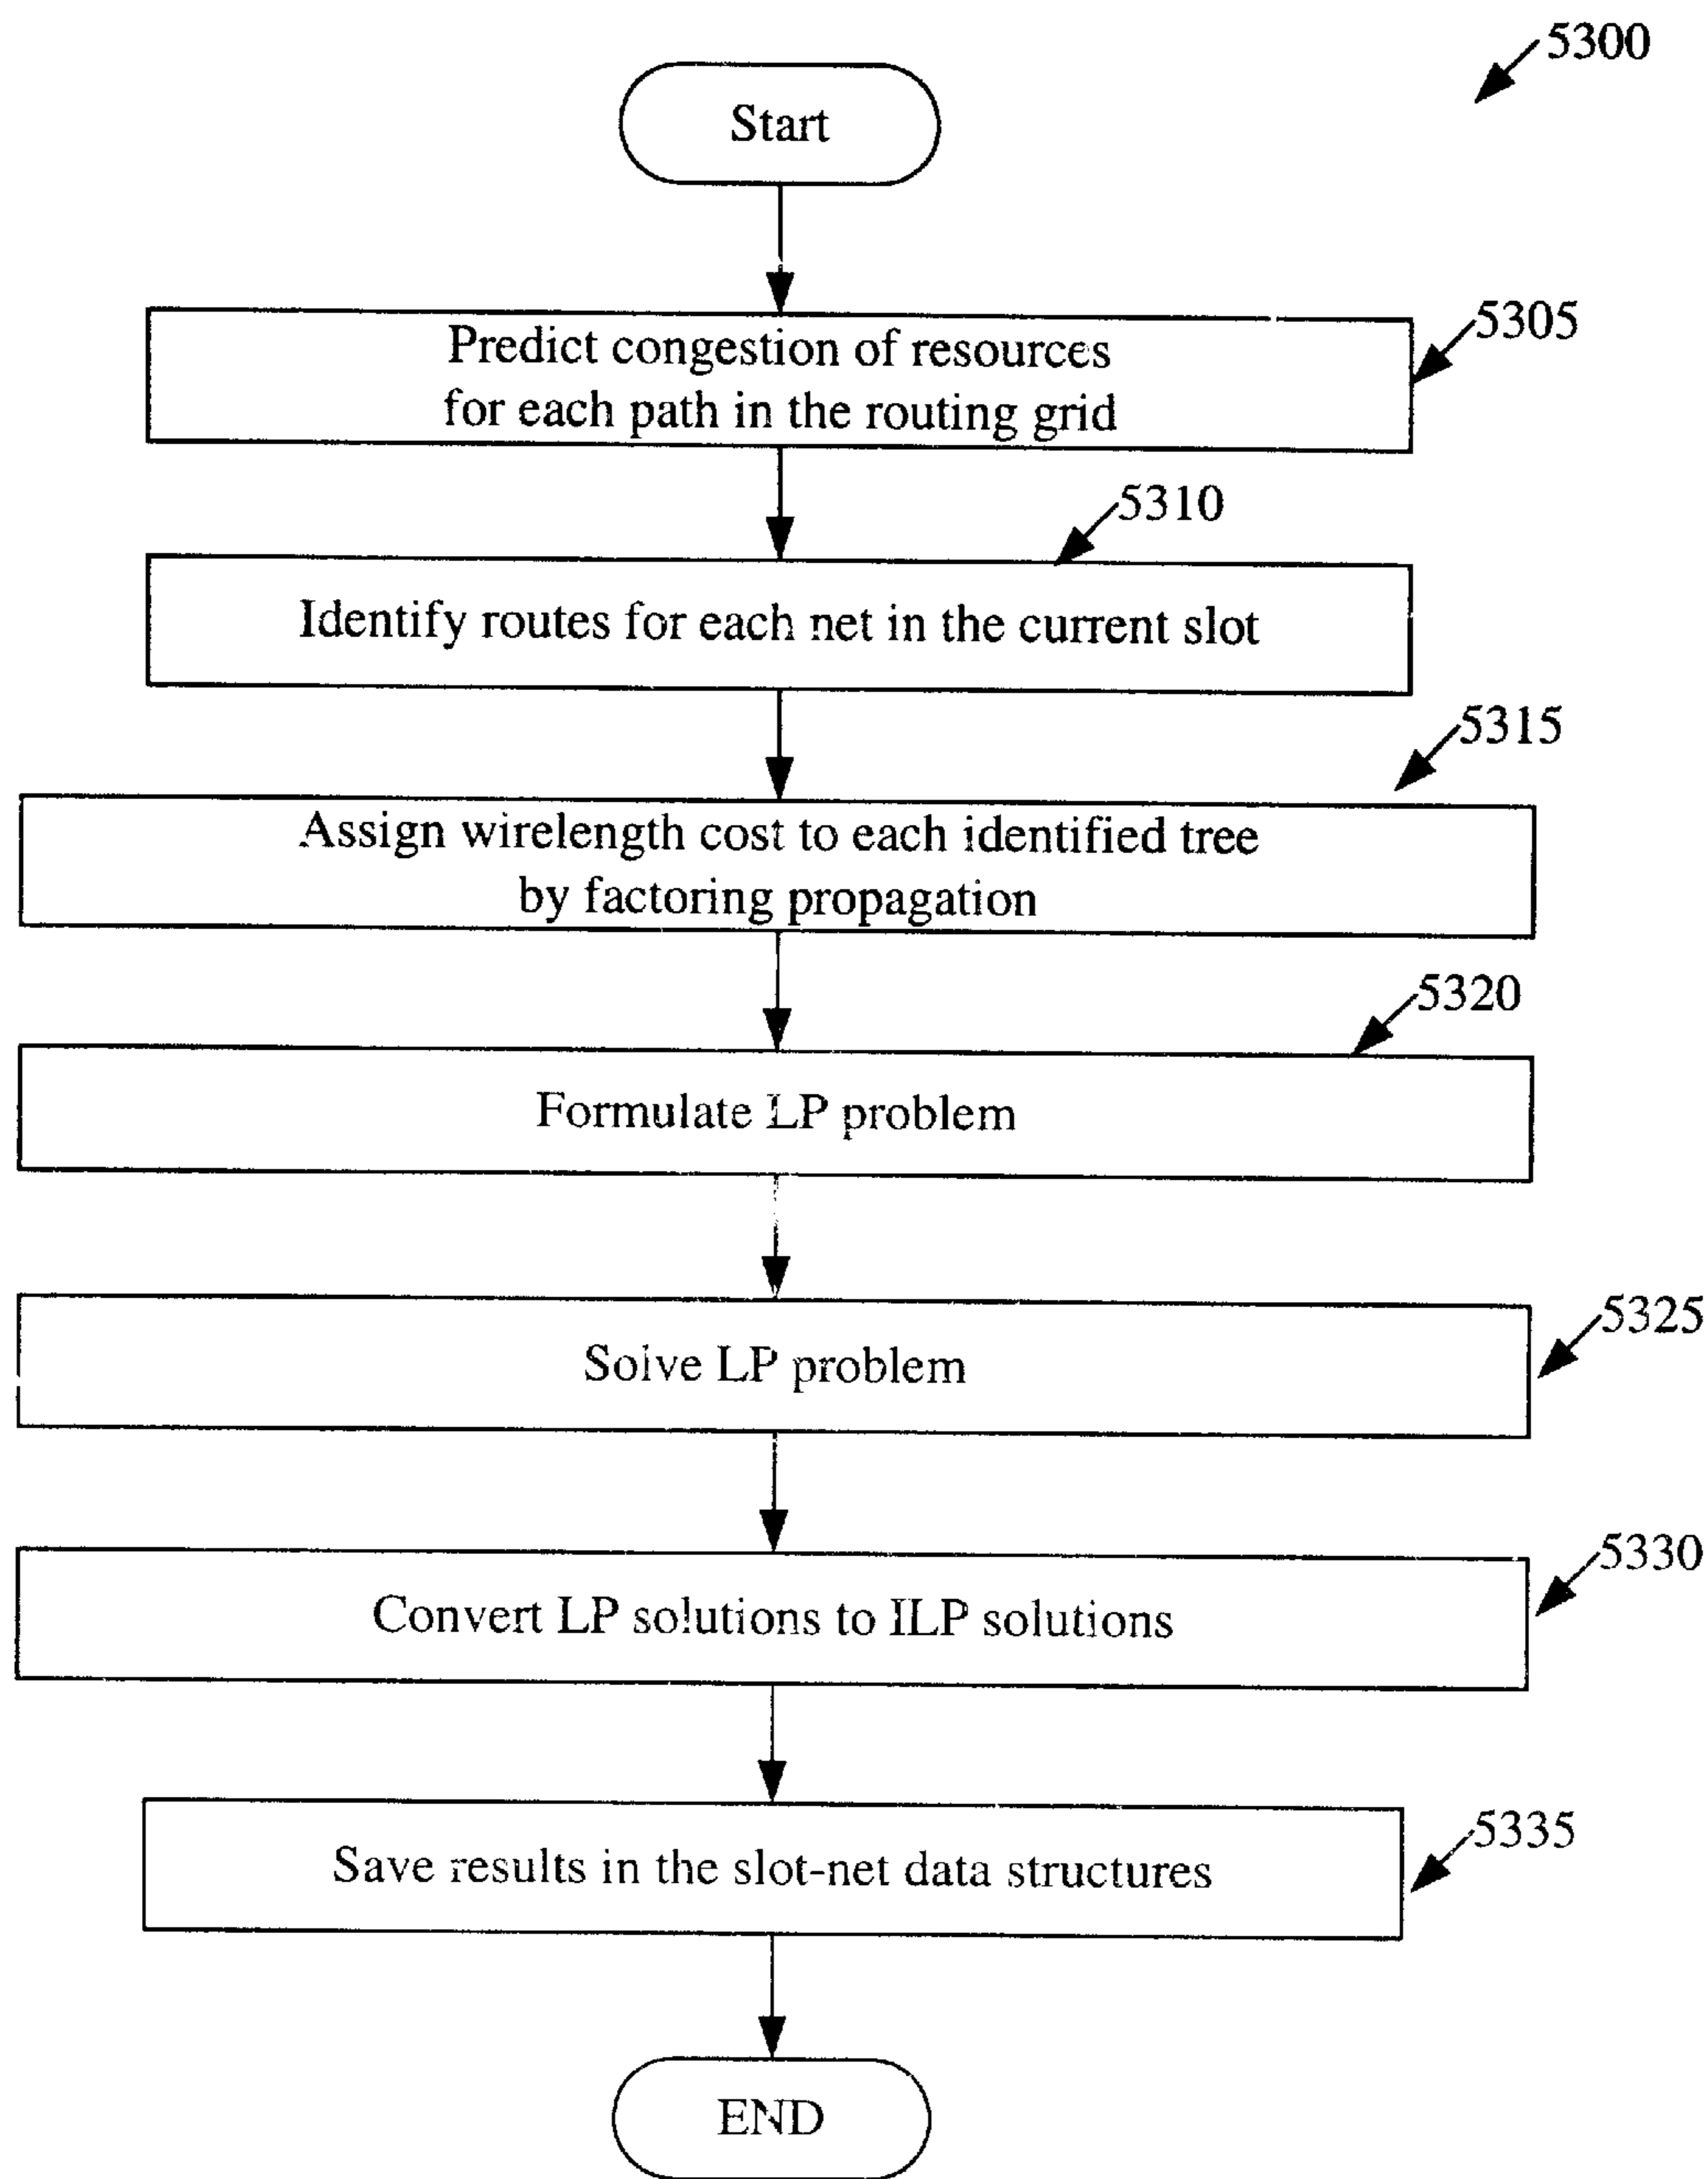 5300
Start
5305
Predict congestion of resources
for each path in the routing grid
5310
Identify routes for each net in the current slot
5315
Assign wirelength cost to each identified tree
by factoring propagation
5320
Formulate LP problem
5325
Solve LP problem
5330
Convert LP solutions to ILP solutions
5335
Save results in the slot-net data structures
END